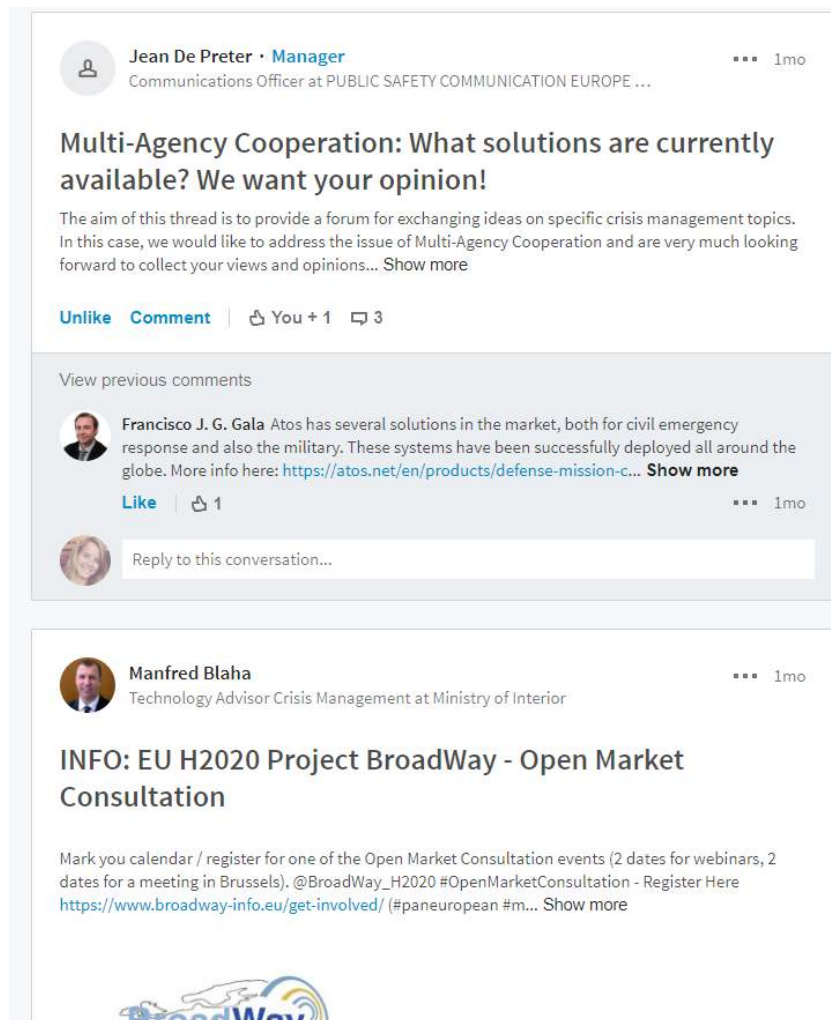 Jean De Preter · Manager
1mo
Communications Officer at PUBLIC SAFETY COMMUNICATION EUROPE ...
Multi-Agency Cooperation: What solutions are currently
available? We want your opinion!
The aim of this thread is to provide a forum for exchanging ideas on specific crisis management topics.
In this case, we would like to address the issue of Multi-Agency Cooperation and are very much looking
forward to collect your views and opinions... Show more
Unlike Comment You + 1 3
View previous comments
Francisco J. G. Gala Atos has several solutions in the market, both for civil emergency
response and also the military. These systems have been successfully deployed all around the
globe. More info here: https://atos.net/en/products/defense-mission-c... Show more
Like 1
1mo
Reply to this conversation...
Manfred Blaha
1mo
Technology Advisor Crisis Management at Ministry of Interior
INFO: EU H2020 Project BroadWay - Open Market
Consultation
Mark you calendar / register for one of the Open Market Consultation events (2 dates for webinars, 2
dates for a meeting in Brussels). @BroadWay_H2020 #OpenMarketConsultation - Register Here
https://www.broadway-info.eu/get-involved/ (#paneuropean #m... Show more
BroadWay